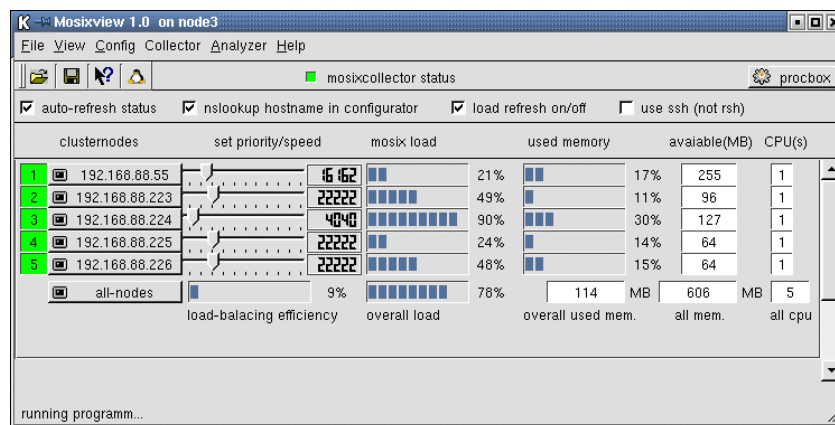 Mosixview 1.0 on node3
File View Config Collector Analyzer Help
mosixcollector status procbox
auto-refresh status nslookup hostname in configurator load refresh on/off use ssh (not rsh)
clusternodes set priority/speed mosix load used memory avaiable(MB) CPU(s)
1 192.168.88.55 16162 21% 17% 255 1
2 192.168.88.223 22222 49% 11% 96 1
3 192.168.88.224 4040 90% 30% 127 1
4 192.168.88.225 22222 24% 14% 64 1
5 192.168.88.226 22222 48% 15% 64 1
all-nodes 9% 78% 114 MB 606 MB 5
load-balacing efficiency overall load overall used mem. all mem. all cpu
running programm...